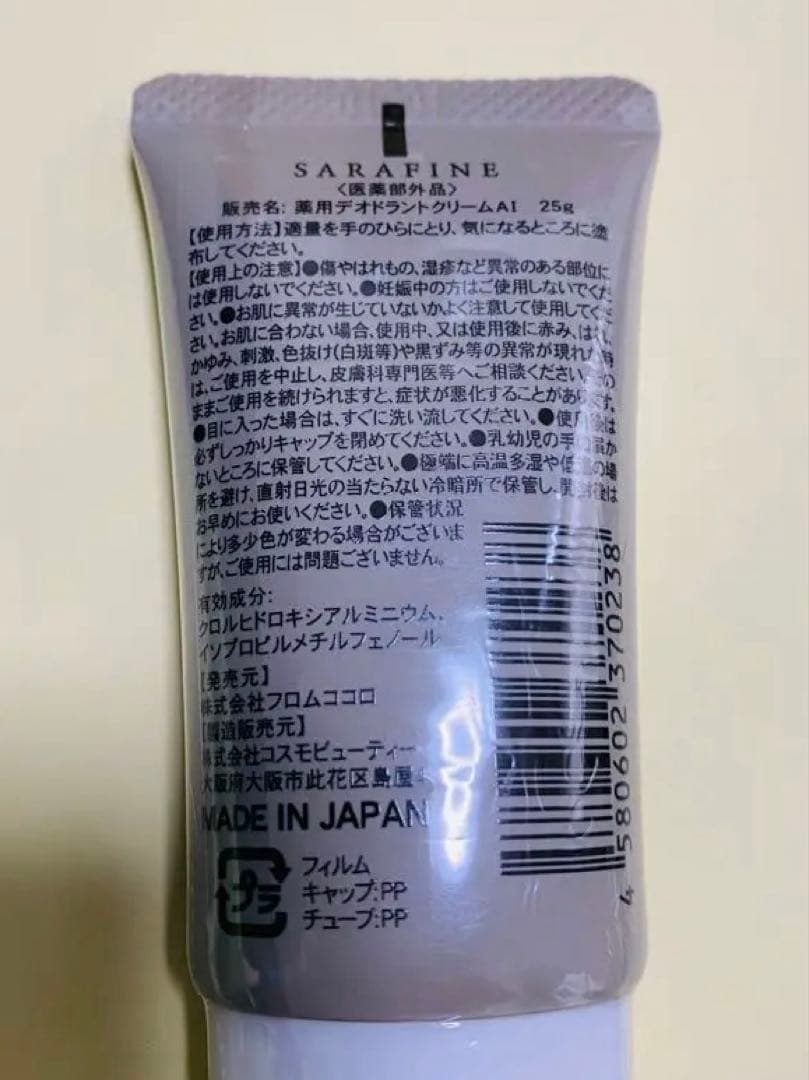 SARAFINE
〈医薬部外品〉
販売名: 薬用デオドラントクリームA1 25g
【使用方法】適量を手のひらにとり、気になるところに塗
布してください。
【使用上の注意】●傷やはれもの、湿疹など異常のある部位に
は使用しないでください。●妊娠中の方はご使用しないでくだ
さい。●お肌に異常が生じていないかよく注意して使用してくだ
さい。お肌に合わない場合、使用中、又は使用後に赤み、は
かゆみ、刺激、色抜け(白斑等)や黒ずみ等の異常が現れた時
は、ご使用を中止し、皮膚科専門医等へご相談ください。
ままご使用を続けられますと、症状が悪化することがあります。
●目に入った場合は、すぐに洗い流してください。●使用後は
必ずしっかりキャップを閉めてください。●乳幼児の手の届か
ないところに保管してください。●極端に高温多湿や低温の場
所を避け、直射日光の当たらない冷暗所で保管し、開封後は
お早めにお使いください。●保管状況
により多少色が変わる場合がございま
すが、ご使用には問題ございません。
有効成分:
クロルヒドロキシアルミニウム、
イソプロピルメチルフェノール
【発売元】
株式会社フロムココロ
【製造販売元】
株式会社コスモビューティー
大阪府大阪市此花区島屋
MADE IN JAPAN
プラ
フィルム
キャップ:PP
チューブ:PP
4 580602 370238